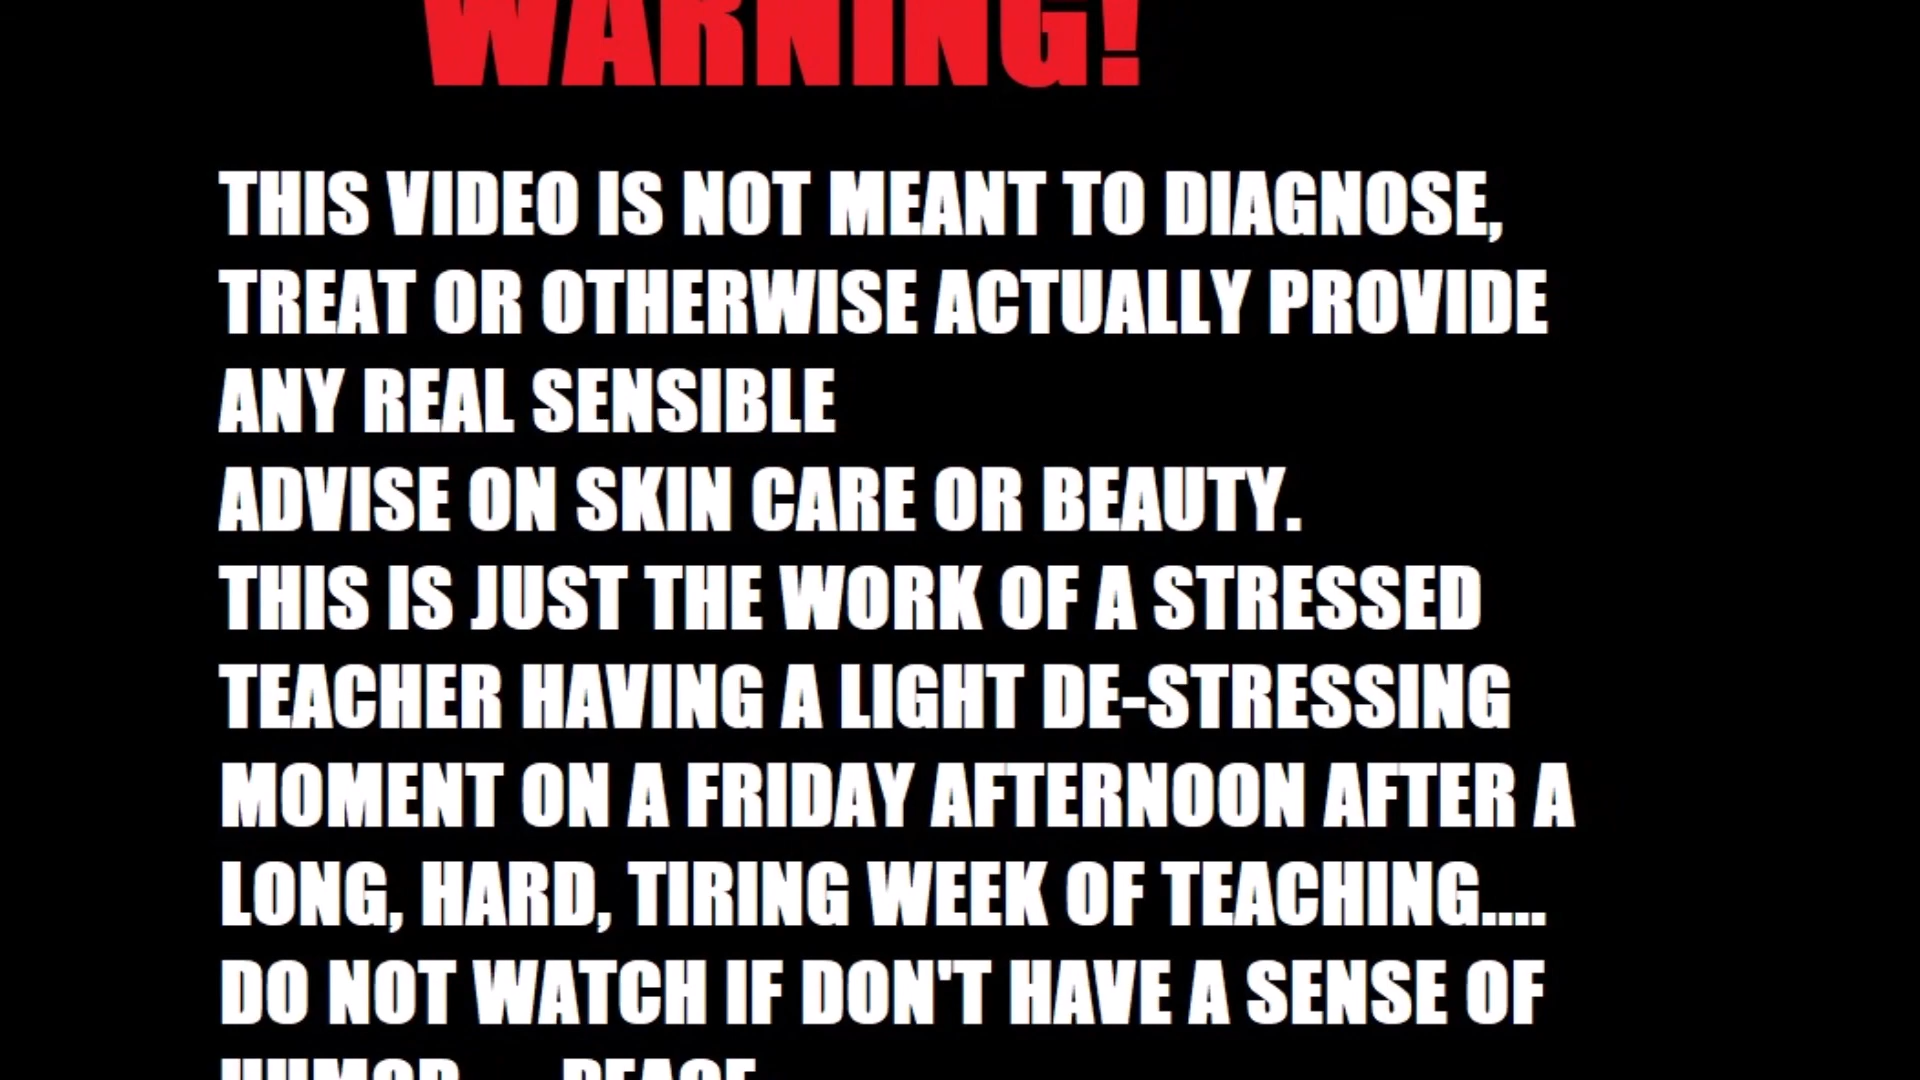 WARNING!
THIS VIDEO IS NOT MEANT TO DIAGNOSE,
TREAT OR OTHERWISE ACTUALLY PROVIDE
ANY REAL SENSIBLE
ADVISE ON SKIN CARE OR BEAUTY.
THIS IS JUST THE WORK OF A STRESSED
TEACHER HAVING A LIGHT DE-STRESSING
MOMENT ON A FRIDAY AFTERNOON AFTER A
LONG, HARD, TIRING WEEK OF TEACHING....
DO NOT WATCH IF DON'T HAVE A SENSE OF
HUMOR.... PEACE